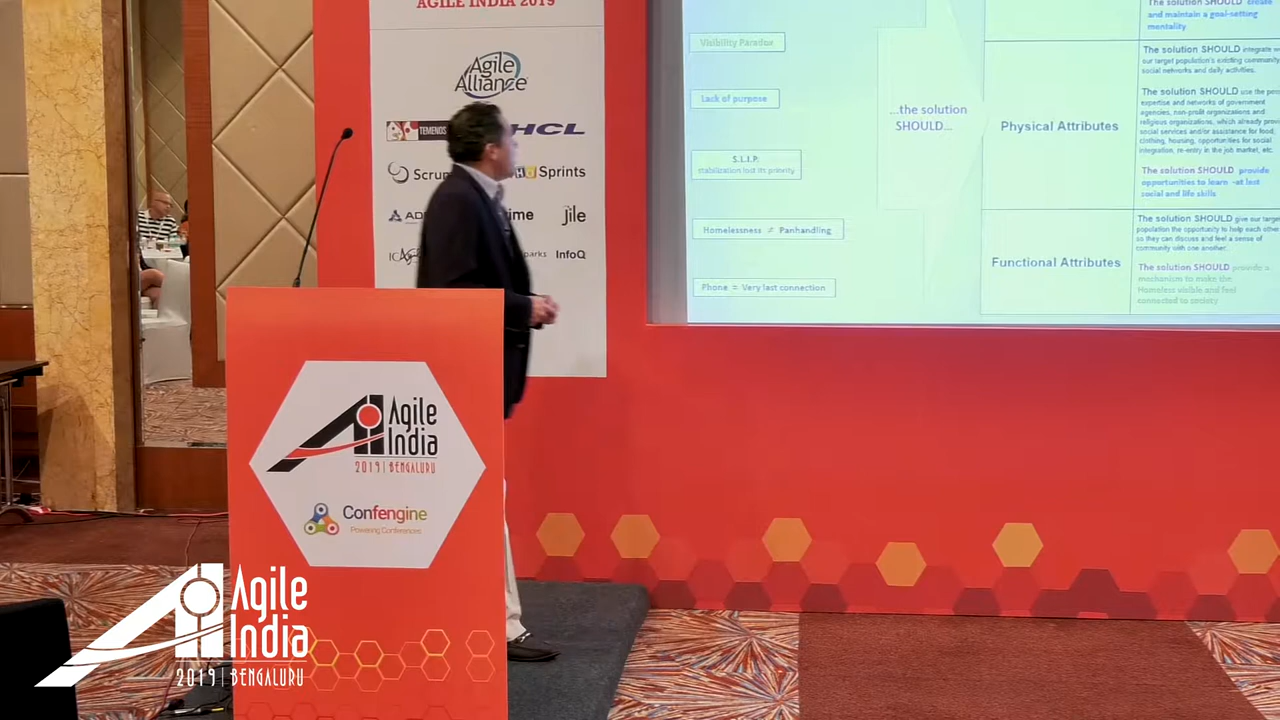 AGILE INDIA 2019
Agile
Alliance
TEMENOS
HCL
Scrum
Sprints
jile
InfoQ
Visibility Paradox
Lack of purpose
S.L.I.P.
stabilization lost its priority
Homelessness ≠ Panhandling
Phone = Very last connection
...the solution
SHOULD...
The solution SHOULD create
and maintain a goal-setting
mentality
Physical Attributes
The solution SHOULD integrate
our target population's existing community,
social networks and daily activities.
The solution SHOULD use the
expertise and networks of government
agencies, non-profit organizations and
religious organizations, which already
social services and/or assistance for food,
clothing, housing, opportunities for social
integration, re-entry in the job market, etc.
The solution SHOULD provide
opportunities to learn -at last
social and life skills
Functional Attributes
The solution SHOULD give our target
population the opportunity to help each other
so they can discuss and feel a sense of
community with one another.
The solution SHOULD provide a
mechanism to make the
Homeless visible and feel
connected to society
Agile
India
2019 | BENGALURU
Confengine
Powering Conferences
Agile
India
2019 | BENGALURU